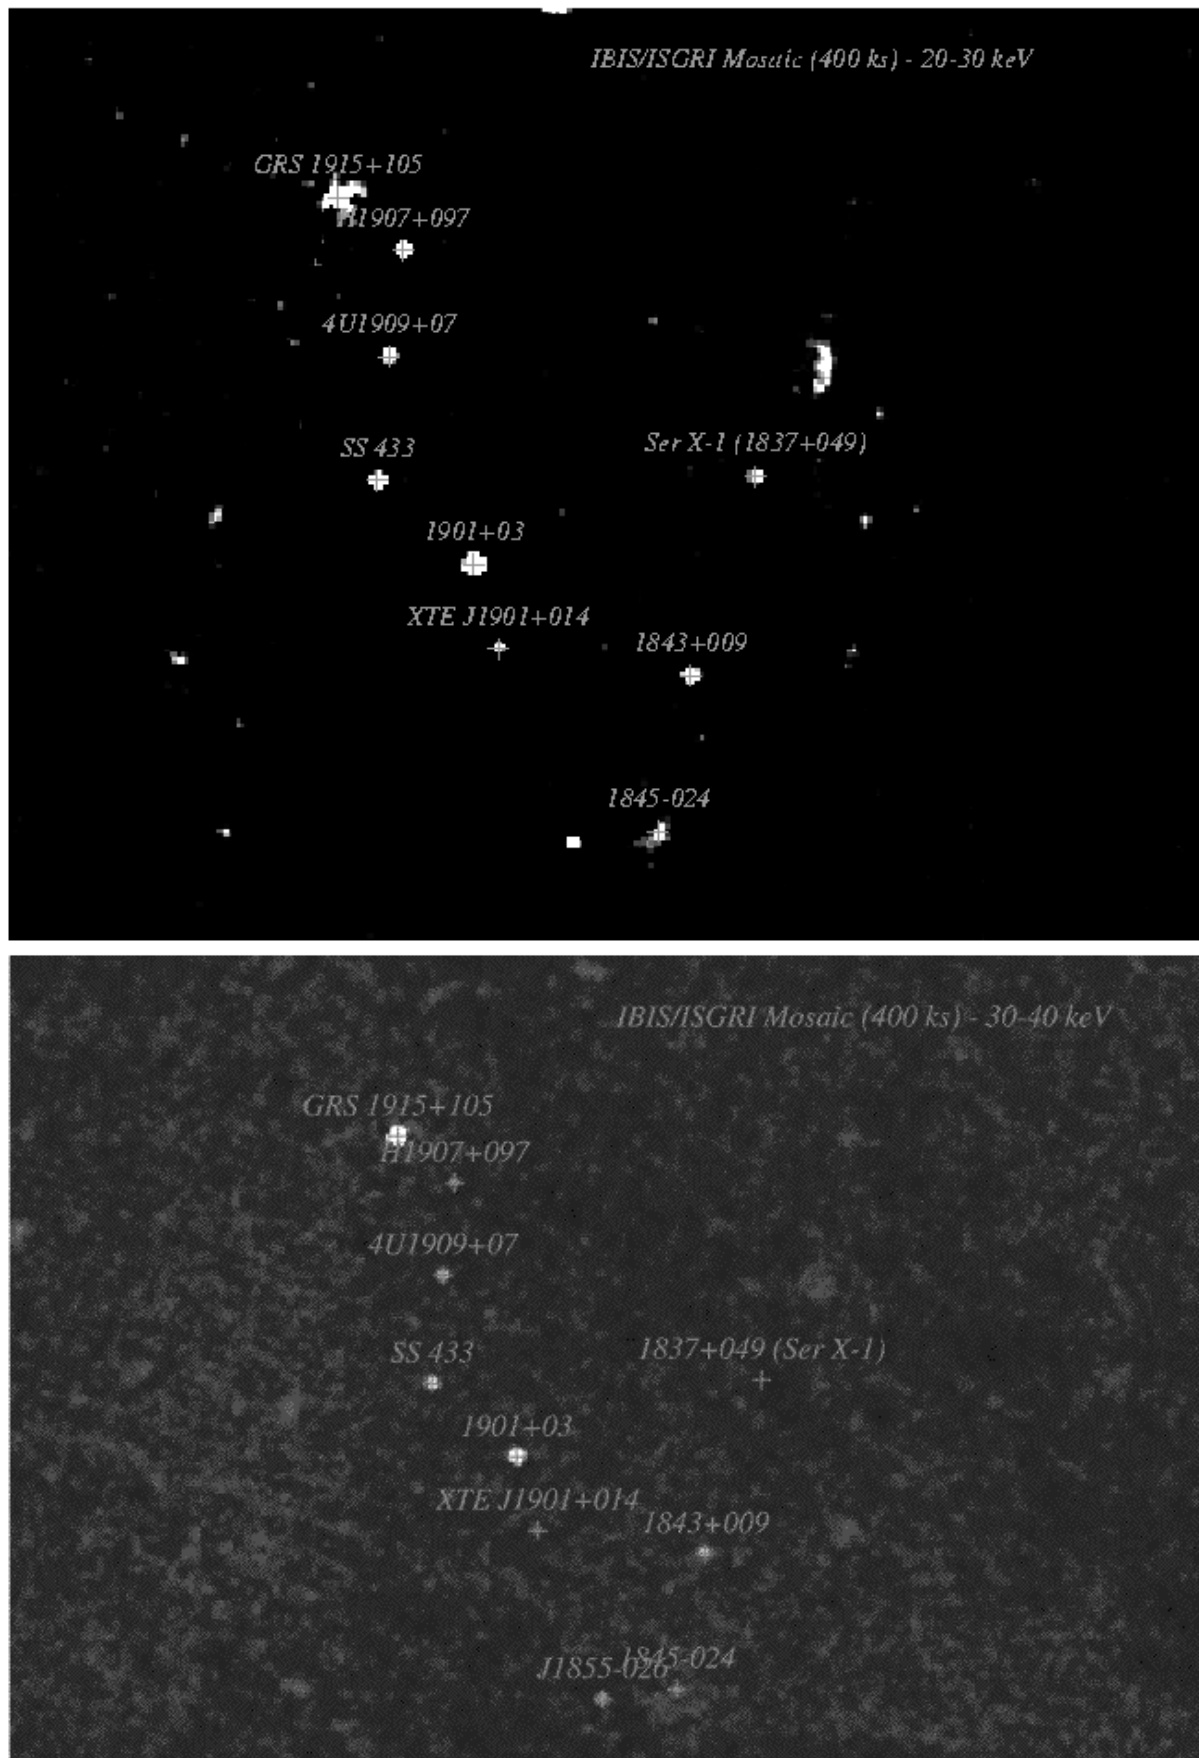 IBIS/ISGRI Mosaic (400 ks) - 20-30 keV
GRS 1915+105
H1907+097
4U1909+07
SS 433
Ser X-1 (1837+049)
1901+03
XTE J1901+014
1843+009
1845-024
IBIS/ISGRI Mosaic (400 ks) - 30-40 keV
GRS 1915+105
H1907+097
4U1909+07
SS 433
1837+049 (Ser X-1)
1901+03
XTE J1901+014
1843+009
1845-024
J1855-026